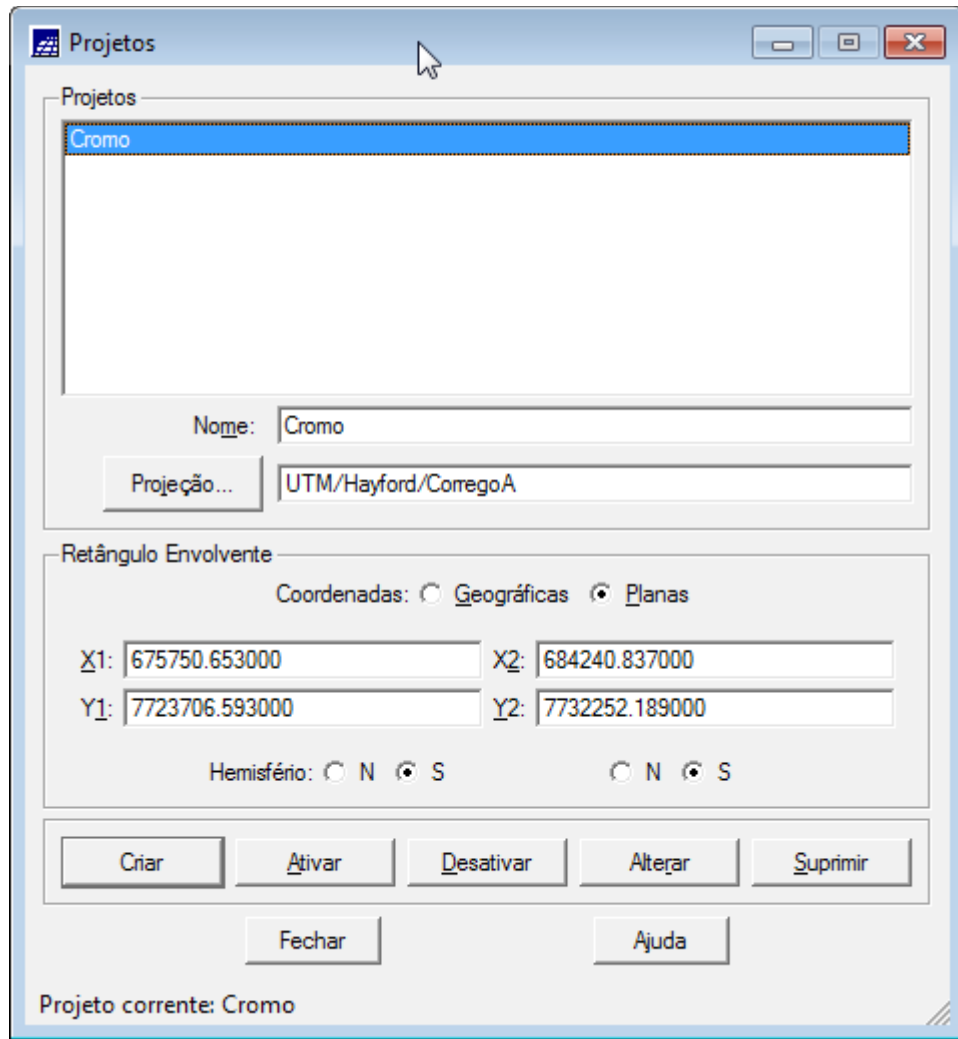 Projetos
Projetos
Cromo
Nome: Cromo
Projeção... UTM/Hayford/CorregoA
Retângulo Envolvente
Coordenadas: Geográficas Planas
X1: 675750.653000 X2: 684240.837000
Y1: 7723706.593000 Y2: 7732252.189000
Hemisfério: N S N S
Criar Ativar Desativar Alterar Suprimir
Fechar Ajuda
Projeto corrente: Cromo